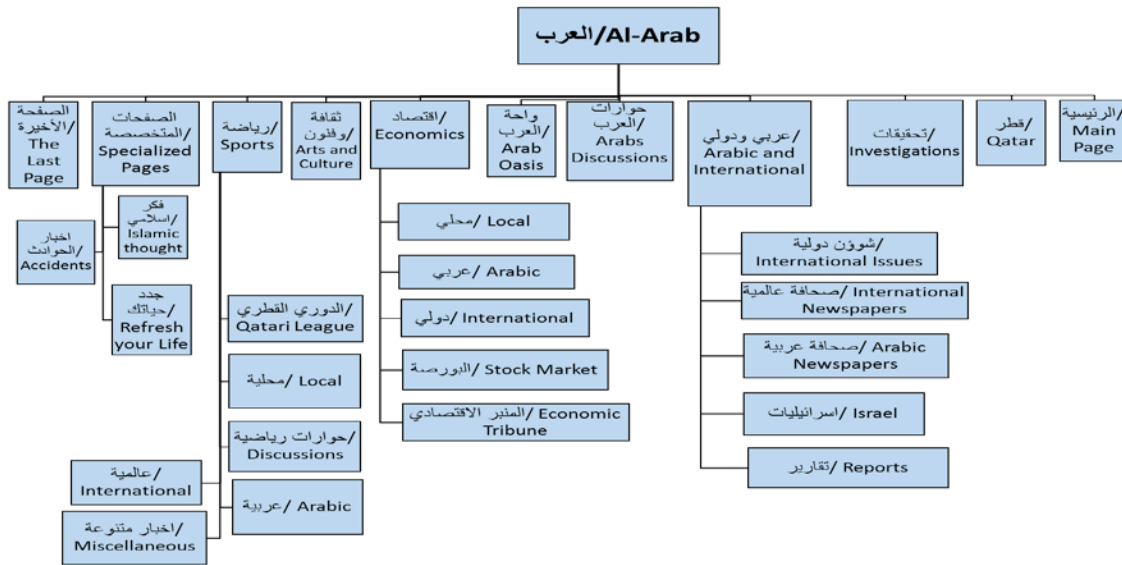 العرب/Al-Arab
الصفحة
الأخيرة/
The
Last
Page
الصفحات
المتخصصة/
Specialized
Pages
رياضة/
Sports
ثقافة
وفنون/
Arts and
Culture
اقتصاد/
Economics
واحة
العرب/
Arab
Oasis
حوارات
العرب/
Arabs
Discussions
عربي ودولي/
Arabic and
International
تحقيقات/
Investigations
قطر/
Qatar
الرئيسية/
Main
Page
اخبار
الحوادث/
Accidents
فكر
اسلامي/
Islamic
thought
جدد
حياتك/
Refresh
your Life
الدوري القطري/
Qatari League
محلية/ Local
حوارات رياضية/
Discussions
عربية/ Arabic
عالمية/
International
اخبار متنوعة/
Miscellaneous
محلي/ Local
عربي/ Arabic
دولي/ International
البورصة/ Stock Market
المنبر الاقتصادي/ Economic
Tribune
شوؤن دولية/
International Issues
صحافة عالمية/ International
Newspapers
صحافة عربية/ Arabic
Newspapers
اسرائيليات/ Israel
تقارير/ Reports